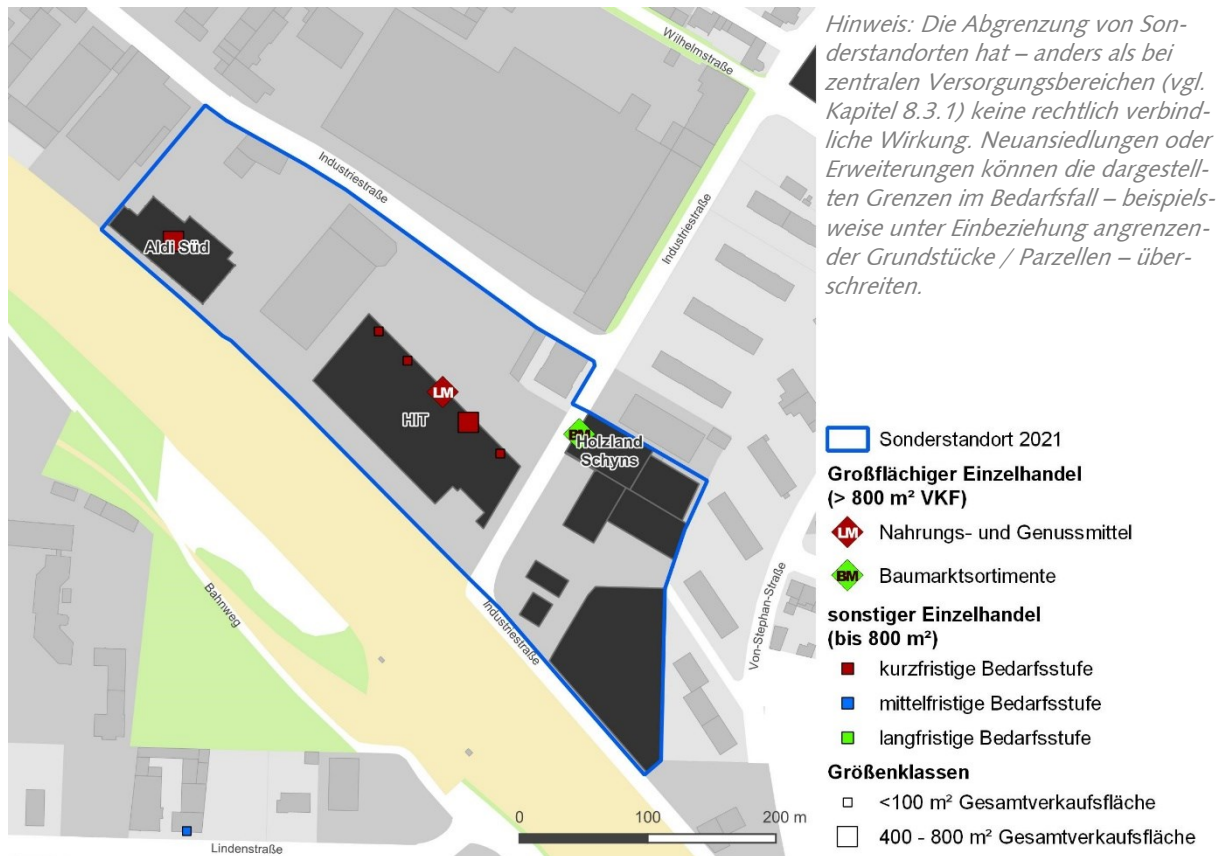 Hinweis: Die Abgrenzung von Son-
derstandorten hat – anders als bei
zentralen Versorgungsbereichen (vgl.
Kapitel 8.3.1) keine rechtlich verbind-
liche Wirkung. Neuansiedlungen oder
Erweiterungen können die dargestell-
ten Grenzen im Bedarfsfall – beispiels-
weise unter Einbeziehung angrenzen-
der Grundstücke / Parzellen – über-
schreiten.
Wilhelmstraße
Industriestraße
Industriestraße
Aldi Süd
LM
HIT
BM
Holzland
Schyns
Industriestraße
Von-Stephan-Straße
Bahnweg
Lindenstraße
0 100 200 m
Sonderstandort 2021
Großflächiger Einzelhandel
(> 800 m² VKF)
LM Nahrungs- und Genussmittel
BM Baumarktsortimente
sonstiger Einzelhandel
(bis 800 m²)
kurzfristige Bedarfsstufe
mittelfristige Bedarfsstufe
langfristige Bedarfsstufe
Größenklassen
<100 m² Gesamtverkaufsfläche
400 - 800 m² Gesamtverkaufsfläche